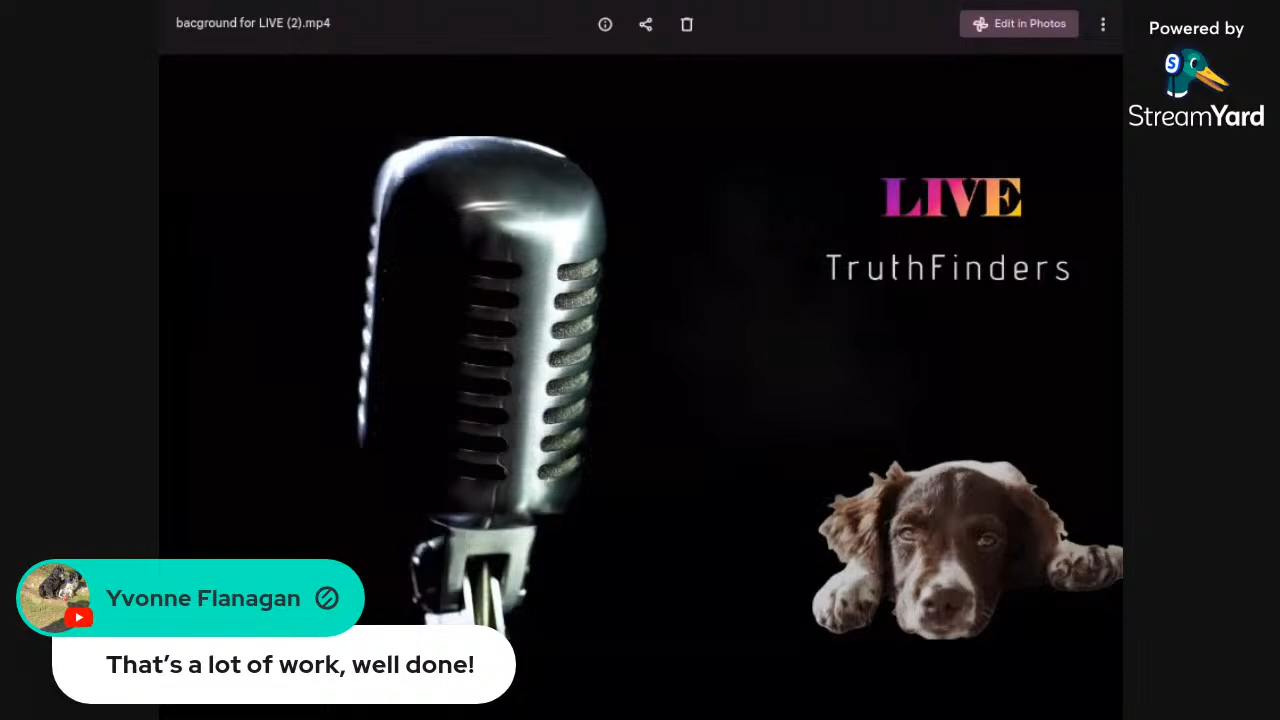 bacground for LIVE (2).mp4
Edit in Photos
Powered by
S
StreamYard
LIVE
TruthFinders
Yvonne Flanagan
That's a lot of work, well done!